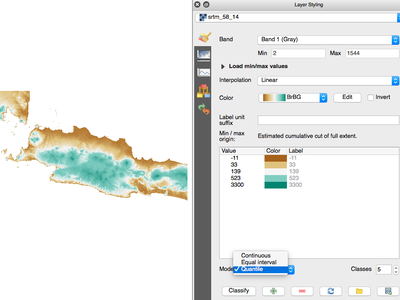 Layer Styling
srtm_58_14
Band Band 1 (Gray)
Min 2 Max 1544
Load min/max values
Interpolation Linear
Color BrBG Edit Invert
Label unit
suffix
Min / max
origin: Estimated cumulative cut of full extent.
Value Color Label
-11 -11
33 33
139 139
523 523
3300 3300
Continuous
Equal interval
Mode Quantile Classes 5
Classify